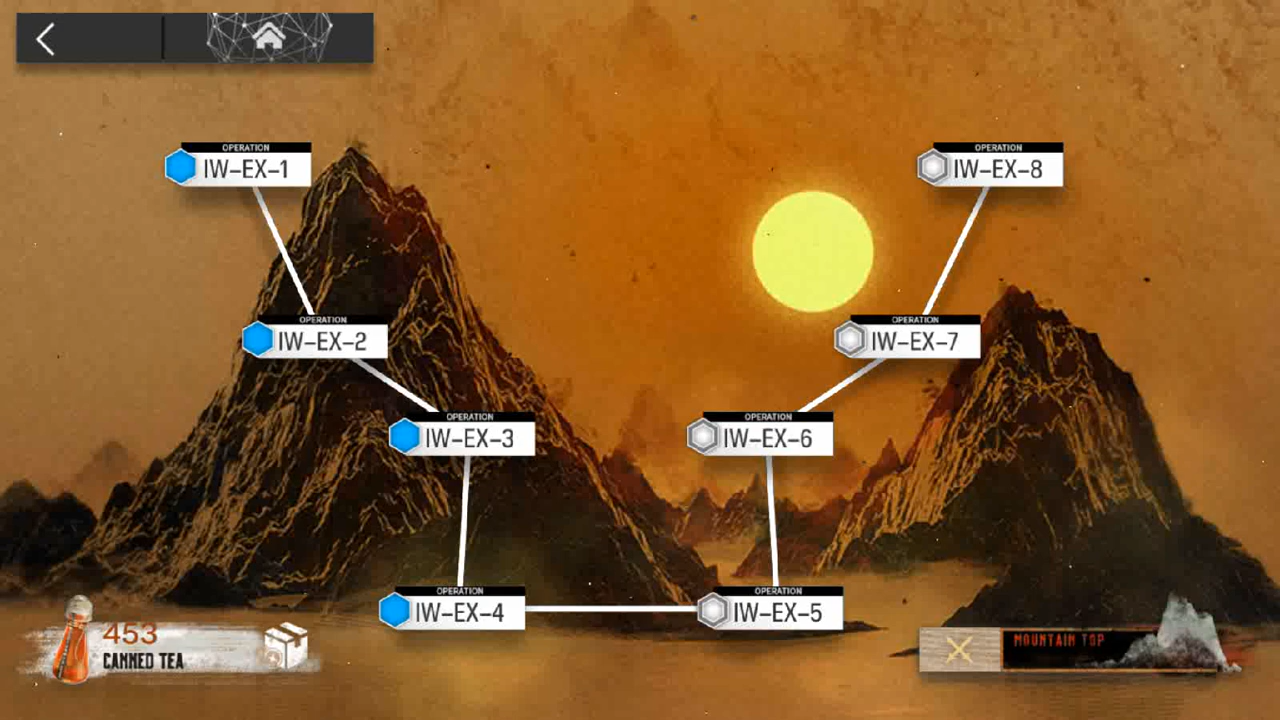 OPERATION
IW-EX-1
OPERATION
IW-EX-8
OPERATION
IW-EX-2
OPERATION
IW-EX-7
OPERATION
IW-EX-3
OPERATION
IW-EX-6
OPERATION
IW-EX-4
OPERATION
IW-EX-5
453
CANNED TEA
MOUNTAIN TOP